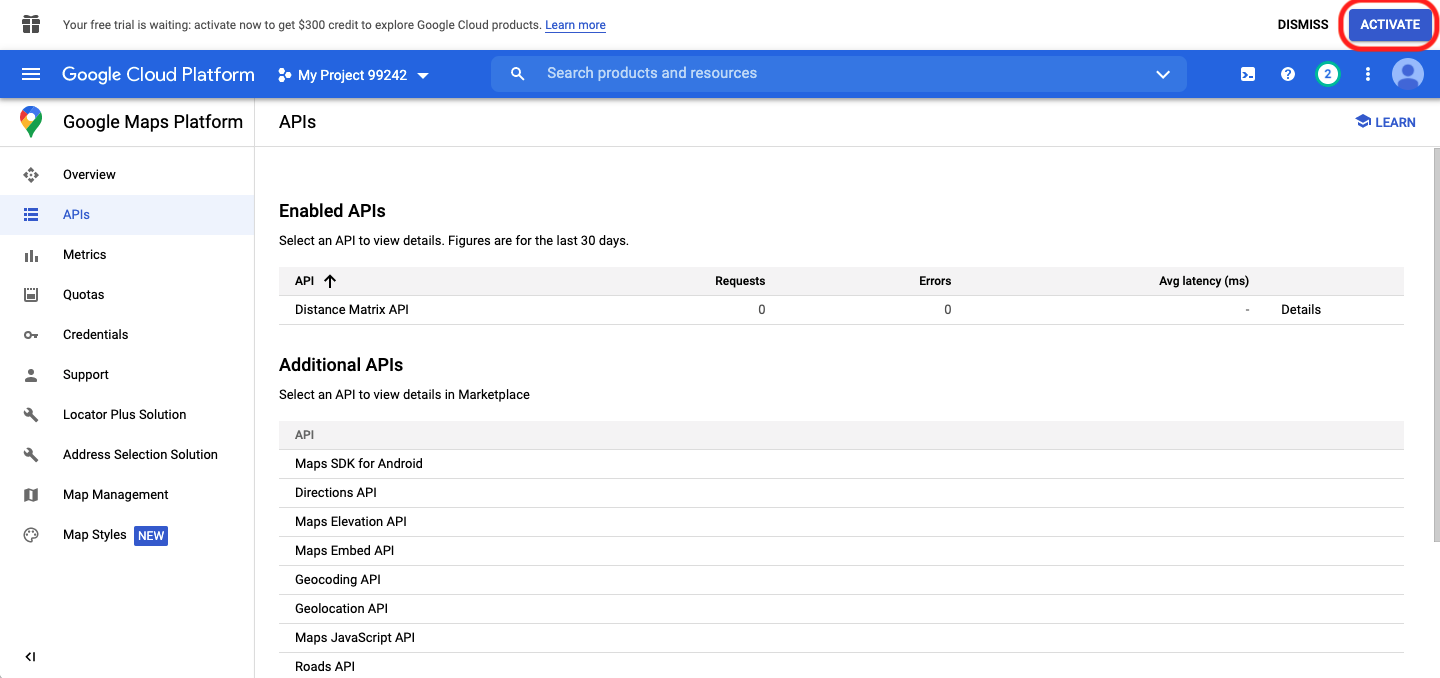 Your free trial is waiting: activate now to get $300 credit to explore Google Cloud products. Learn more
DISMISS
ACTIVATE
Google Cloud Platform
My Project 99242
Search products and resources
2
Google Maps Platform
APIs
LEARN
Overview
APIs
Metrics
Quotas
Credentials
Support
Locator Plus Solution
Address Selection Solution
Map Management
Map Styles NEW
Enabled APIs
Select an API to view details. Figures are for the last 30 days.
API Requests Errors Avg latency (ms)
Distance Matrix API 0 0 - Details
Additional APIs
Select an API to view details in Marketplace
API
Maps SDK for Android
Directions API
Maps Elevation API
Maps Embed API
Geocoding API
Geolocation API
Maps JavaScript API
Roads API